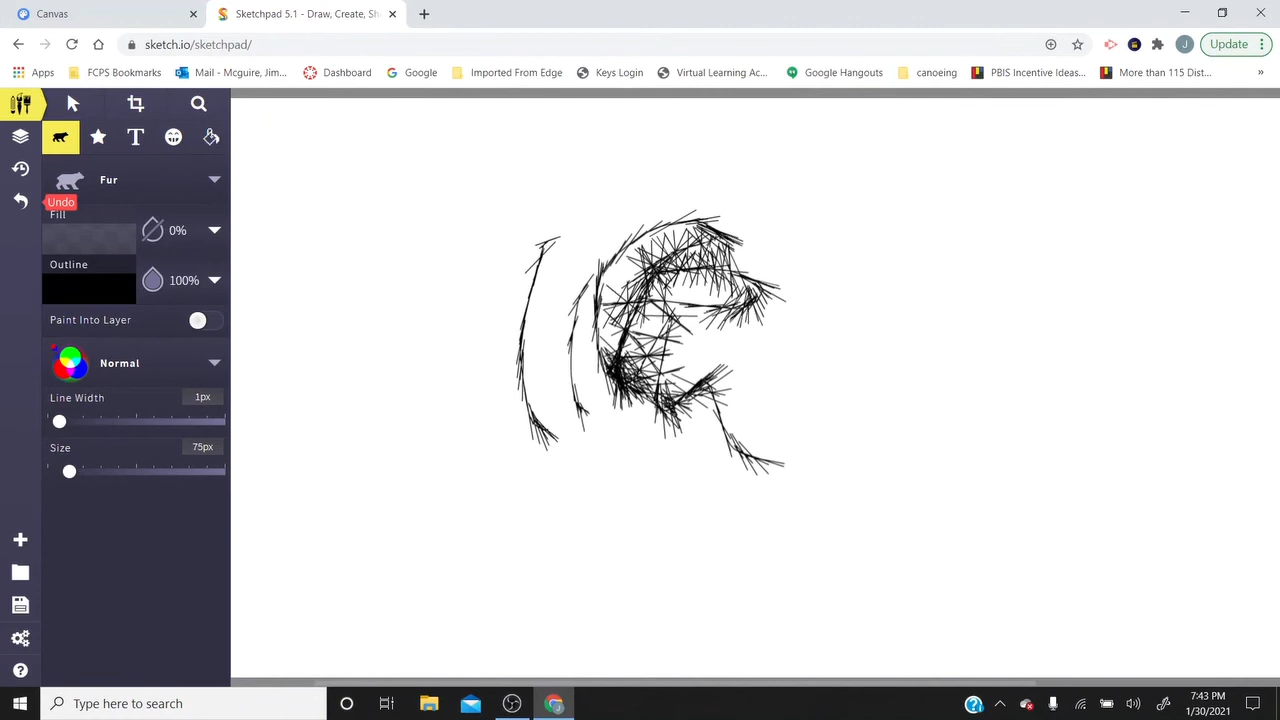 Canvas
Sketchpad 5.1 - Draw, Create, Sh
sketch.io/sketchpad/
Update
Apps
FCPS Bookmarks
Mail - Mcguire, Jim...
Dashboard
Google
Imported From Edge
Keys Login
Virtual Learning Ac...
Google Hangouts
canoeing
PBIS Incentive Ideas...
More than 115 Dist...
»
J
T
Fur
Undo
Fill
0%
Outline
100%
Paint Into Layer
Normal
Line Width
1px
Size
75px
Type here to search
7:43 PM
1/30/2021